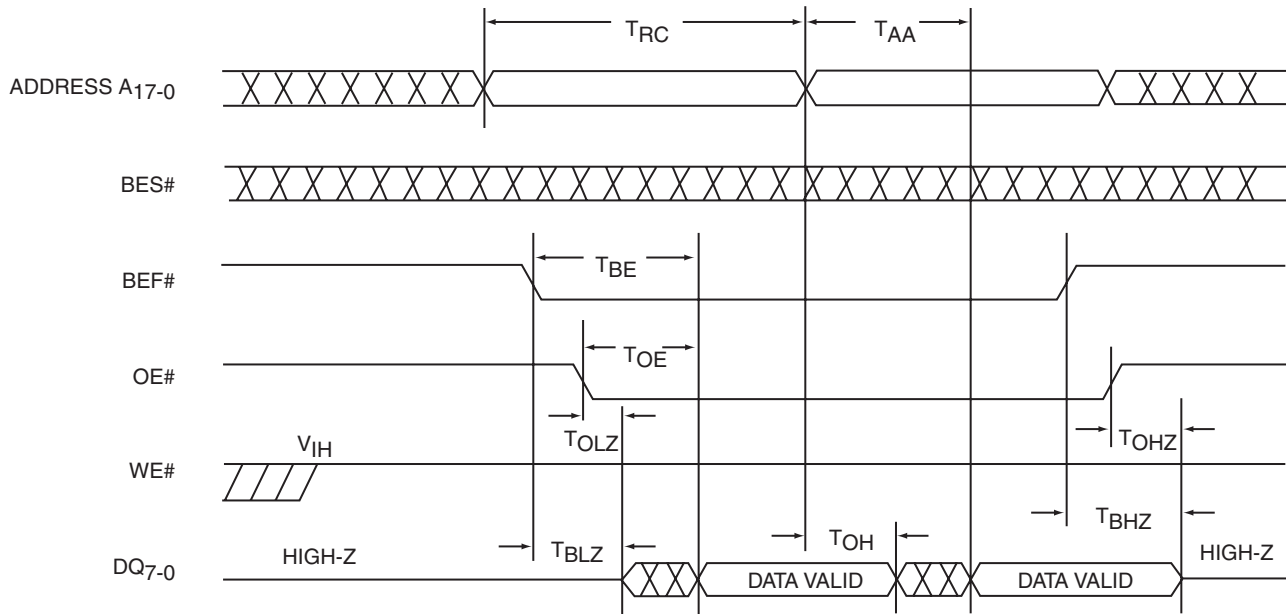 TRC
TAA
ADDRESS A17-0
BES#
TBE
BEF#
TOE
OE#
TOLZ
TOHZ
VIH
WE#
TBLZ
TOH
TBHZ
DQ7-0
HIGH-Z
DATA VALID
DATA VALID
HIGH-Z